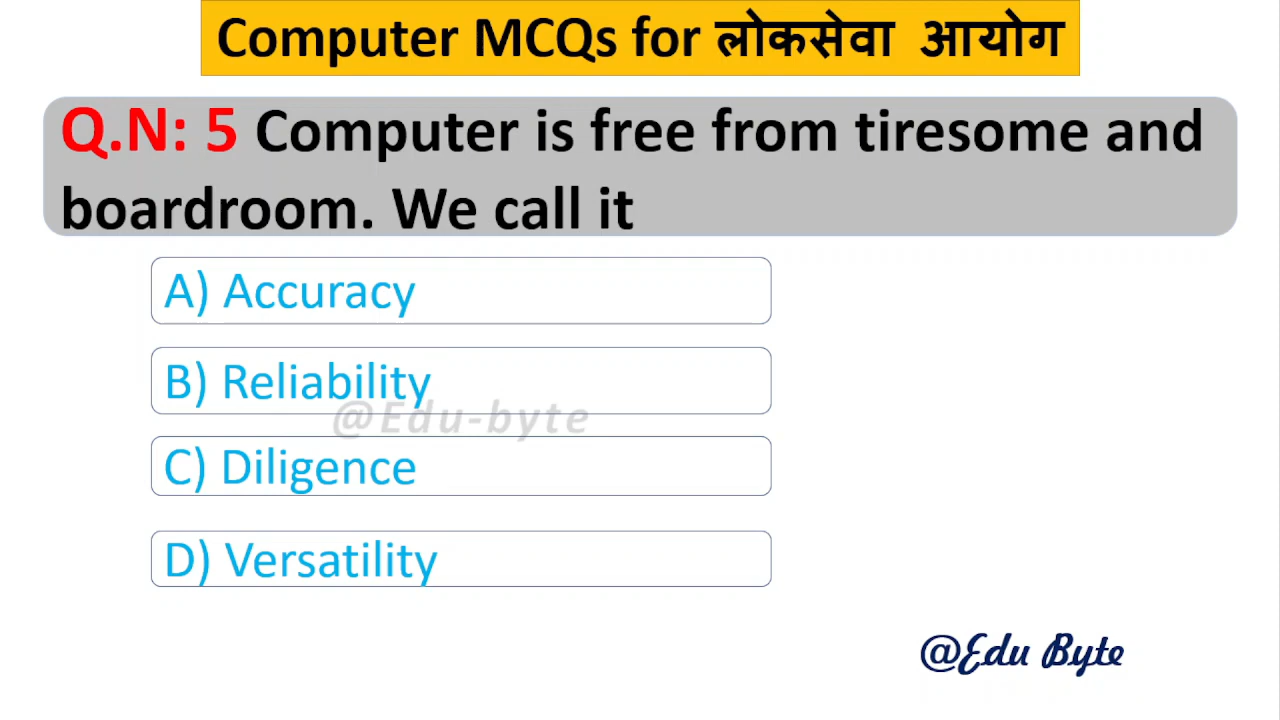 Computer MCQs for लोकसेवा आयोग
Q.N: 5 Computer is free from tiresome and
boardroom. We call it
A) Accuracy
B) Reliability
@Edu-byte
C) Diligence
D) Versatility
@Edu Byte